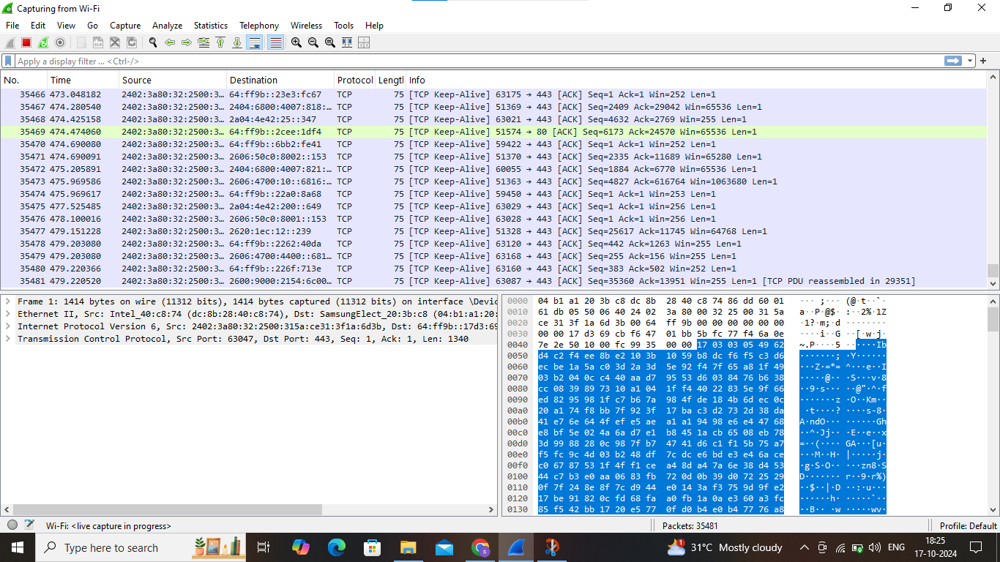 Capturing from Wi-Fi
File Edit View Go Capture Analyze Statistics Telephony Wireless Tools Help
Apply a display filter ... <Ctrl-/>
No. Time Source Destination Protocol Lengtl Info
35466 473.048182 2402:3a80:32:2500:3… 64:ff9b::23e3:fc67 TCP 75 [TCP Keep-Alive] 63175 → 443 [ACK] Seq=1 Ack=1 Win=252 Len=1
35467 474.280540 2402:3a80:32:2500:3… 2404:6800:4007:818:… TCP 75 [TCP Keep-Alive] 51369 → 443 [ACK] Seq=2409 Ack=29042 Win=65536 Len=1
35468 474.425158 2402:3a80:32:2500:3… 2a04:4e42:25::347 TCP 75 [TCP Keep-Alive] 63021 → 443 [ACK] Seq=4632 Ack=2769 Win=255 Len=1
35469 474.474060 2402:3a80:32:2500:3… 64:ff9b::2cee:1df4 TCP 75 [TCP Keep-Alive] 51574 → 80 [ACK] Seq=6173 Ack=24570 Win=65536 Len=1
35470 474.690080 2402:3a80:32:2500:3… 64:ff9b::6bb2:fe41 TCP 75 [TCP Keep-Alive] 59422 → 443 [ACK] Seq=1 Ack=1 Win=252 Len=1
35471 474.690091 2402:3a80:32:2500:3… 2606:50c0:8002::153 TCP 75 [TCP Keep-Alive] 51370 → 443 [ACK] Seq=2335 Ack=11689 Win=65280 Len=1
35472 475.205891 2402:3a80:32:2500:3… 2404:6800:4007:821:… TCP 75 [TCP Keep-Alive] 60055 → 443 [ACK] Seq=1884 Ack=6770 Win=65536 Len=1
35473 475.969586 2402:3a80:32:2500:3… 2606:4700:10::6816:… TCP 75 [TCP Keep-Alive] 51363 → 443 [ACK] Seq=4827 Ack=616764 Win=1063680 Len=1
35474 475.969617 2402:3a80:32:2500:3… 64:ff9b::22a0:8a68 TCP 75 [TCP Keep-Alive] 59450 → 443 [ACK] Seq=1 Ack=1 Win=253 Len=1
35475 477.525485 2402:3a80:32:2500:3… 2a04:4e42:200::649 TCP 75 [TCP Keep-Alive] 63029 → 443 [ACK] Seq=1 Ack=1 Win=256 Len=1
35476 478.100016 2402:3a80:32:2500:3… 2606:50c0:8001::153 TCP 75 [TCP Keep-Alive] 63028 → 443 [ACK] Seq=1 Ack=1 Win=256 Len=1
35477 479.151228 2402:3a80:32:2500:3… 2620:1ec:12::239 TCP 75 [TCP Keep-Alive] 51328 → 443 [ACK] Seq=25617 Ack=11745 Win=64768 Len=1
35478 479.203080 2402:3a80:32:2500:3… 64:ff9b::2262:40da TCP 75 [TCP Keep-Alive] 63120 → 443 [ACK] Seq=442 Ack=1263 Win=255 Len=1
35479 479.203080 2402:3a80:32:2500:3… 2606:4700:4400::681… TCP 75 [TCP Keep-Alive] 63168 → 443 [ACK] Seq=255 Ack=156 Win=255 Len=1
35480 479.220366 2402:3a80:32:2500:3… 64:ff9b::226f:713e TCP 75 [TCP Keep-Alive] 63160 → 443 [ACK] Seq=383 Ack=502 Win=252 Len=1
35481 479.220520 2402:3a80:32:2500:3… 2600:9000:2154:6c00… TCP 75 [TCP Keep-Alive] 63087 → 443 [ACK] Seq=35360 Ack=13951 Win=255 Len=1 [TCP PDU reassembled in 29351]
Frame 1: 1414 bytes on wire (11312 bits), 1414 bytes captured (11312 bits) on interface \Devic
Ethernet II, Src: Intel_40:c8:74 (dc:8b:28:40:c8:74), Dst: SamsungElect_20:3b:c8 (04:b1:a1:20:
Internet Protocol Version 6, Src: 2402:3a80:32:2500:315a:ce31:3f1a:6d3b, Dst: 64:ff9b::17d3:69
Transmission Control Protocol, Src Port: 63047, Dst Port: 443, Seq: 1, Ack: 1, Len: 1340
0000 04 b1 a1 20 3b c8 dc 8b 28 40 c8 74 86 dd 60 01 ··· ;··· (@·t··`·
0010 61 db 05 50 06 40 24 02 3a 80 00 32 25 00 31 5a a··P·@$· :··2%·1Z
0020 ce 31 3f 1a 6d 3b 00 64 ff 9b 00 00 00 00 00 00 ·1?·m;·d ········
0030 00 00 17 d3 69 cb f6 47 01 bb 5b fc 77 f4 6a 0e ····i··G ··[·w·j·
0040 7e 2e 50 10 00 fc 99 35 00 00 17 03 03 05 49 62 ~.P····5 ······Ib
0050 d4 c2 f4 ee 8b e2 10 3b 10 59 b8 dc f6 f5 c3 d6 ·······; ·Y······
0060 ec be 1a 5a c0 3d 2a 3d 5e 92 f4 7f 65 a8 1f 49 ···Z·=*= ^···e··I
0070 03 b2 04 0c c4 40 aa d7 95 53 d6 03 84 76 b6 38 ·····@·· ·S···v·8
0080 cc 08 39 89 73 10 a1 04 1f f4 40 22 83 5e 9f 66 ··9·s··· ··@"·^·f
0090 ed 82 95 98 1f c7 b6 7a 98 4f de 18 4b 6d ec 0c ·······z ·O··Km··
00a0 20 a1 74 f8 bb 7f 92 3f 17 ba c3 d2 73 2d 38 da ·t····? ····s-8·
00b0 41 e7 6e 64 4f ef e5 ae a1 a1 94 98 e6 e4 47 68 A·ndO··· ······Gh
00c0 e8 bf 5e 02 4a 6a d7 e1 b8 45 1a cb 65 08 eb 78 ··^·Jj·· ·E··e··x
00d0 3d 99 88 28 0c 98 7f b7 47 41 d6 c1 f1 5b 75 a7 =··(···· GA···[u·
00e0 f5 fc 9c 4d 03 b2 48 df 7c dc e6 bd e3 e4 6a ce ···M··H· |·····j·
00f0 c0 67 87 53 1f 4f f1 ce a4 8d a4 7a 6e 38 d4 53 ·g·S·O·· ···zn8·S
0100 44 c7 b3 e0 aa 06 83 fb 72 0d 0b 39 d0 72 25 29 D······· r··9·r%)
0110 0f 7f 24 8e 8f 7c d9 44 e0 14 3a f3 75 9d 9f e2 ··$··|·D ··:·u···
0120 17 be 91 82 0c fd 68 fa a0 fb 1a 0a e3 60 a3 fc ······h· ·····`··
0130 85 f5 42 bb 17 20 e5 77 0f d0 b4 e0 b4 77 76 a8 ··B·· ·w ·····wv·
Wi-Fi: <live capture in progress> Packets: 35481 Profile: Default
Type here to search 1 31°C Mostly cloudy ENG 18:25
17-10-2024